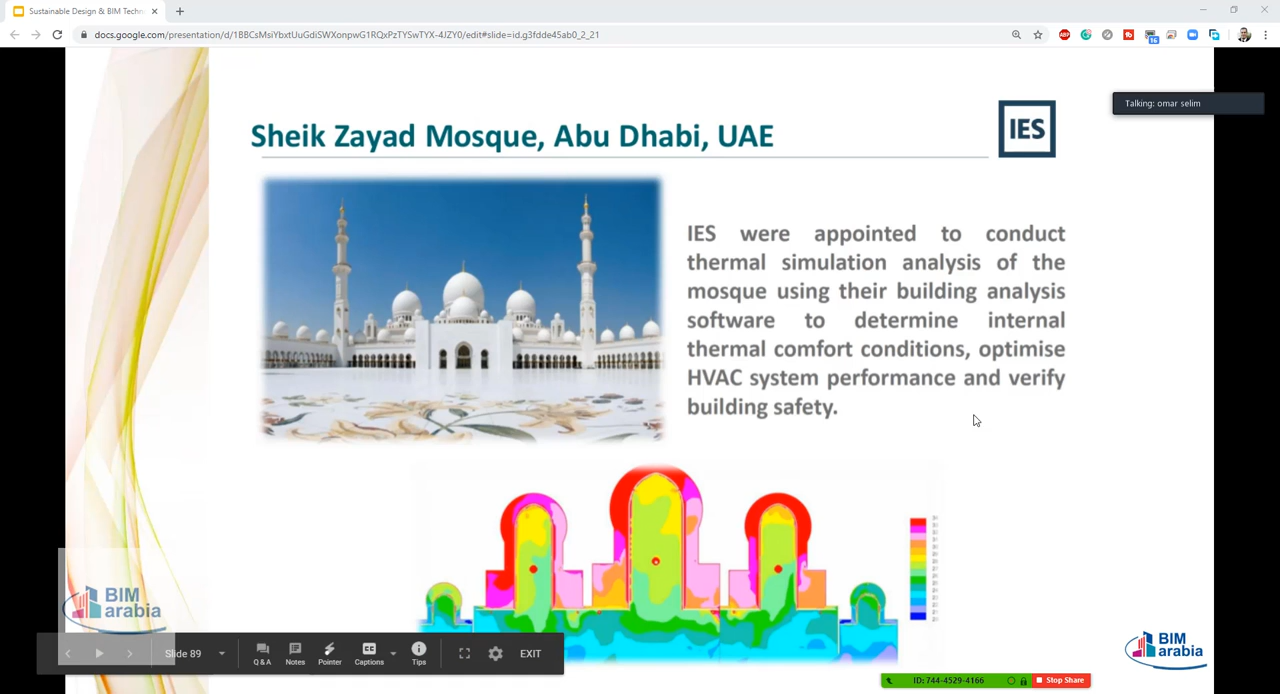 Sustainable Design & BIM Techn
docs.google.com/presentation/d/1BBCsMsiYbxtUuGdiSWXonpwG1RQxPzTYSwTYX-4JZY0/edit#slide=id.g3fdde45ab0_2_21
ABP
16
Talking: omar selim
Sheik Zayad Mosque, Abu Dhabi, UAE
IES
IES were appointed to conduct
thermal simulation analysis of the
mosque using their building analysis
software to determine internal
thermal comfort conditions, optimise
HVAC system performance and verify
building safety.
BIM
arabia
Slide 89
Q & A
Notes
Pointer
CC
Captions
Tips
EXIT
BIM
arabia
ID: 744-4529-4166
Stop Share